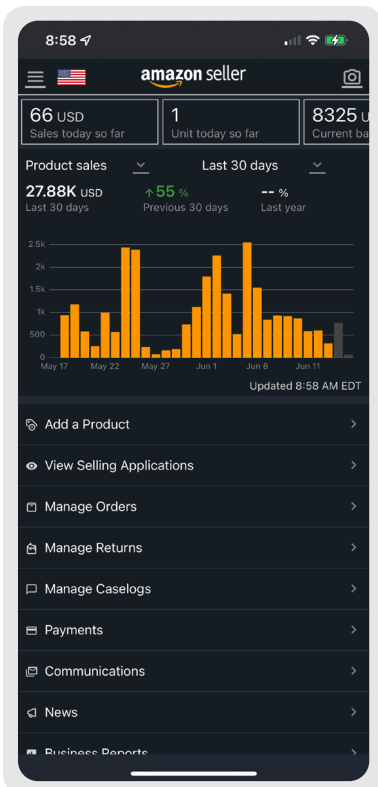 8:58
amazon seller
66 USD
Sales today so far
1
Unit today so far
8325 U
Current ba
Product sales
Last 30 days
27.88K USD
Last 30 days
↑55 %
Previous 30 days
-- %
Last year
2.5k
2k
1.5k
1k
500
0
May 17 May 22 May 27 Jun 1 Jun 6 Jun 11
Updated 8:58 AM EDT
Add a Product
View Selling Applications
Manage Orders
Manage Returns
Manage Caselogs
Payments
Communications
News
Business Reports